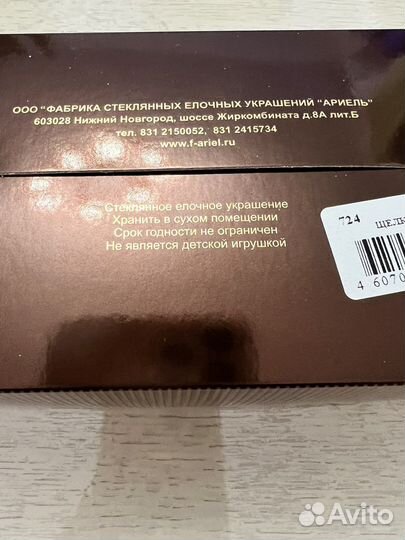 ООО "ФАБРИКА СТЕКЛЯННЫХ ЕЛОЧНЫХ УКРАШЕНИЙ "АРИЕЛЬ"
603028 Нижний Новгород, шоссе Жиркомбината д.8А лит.Б
тел. 831 2150052, 831 2415734
www.f-ariel.ru
Стеклянное елочное украшение
Хранить в сухом помещении
Срок годности не ограничен
Не является детской игрушкой
724
4 6070
Avito